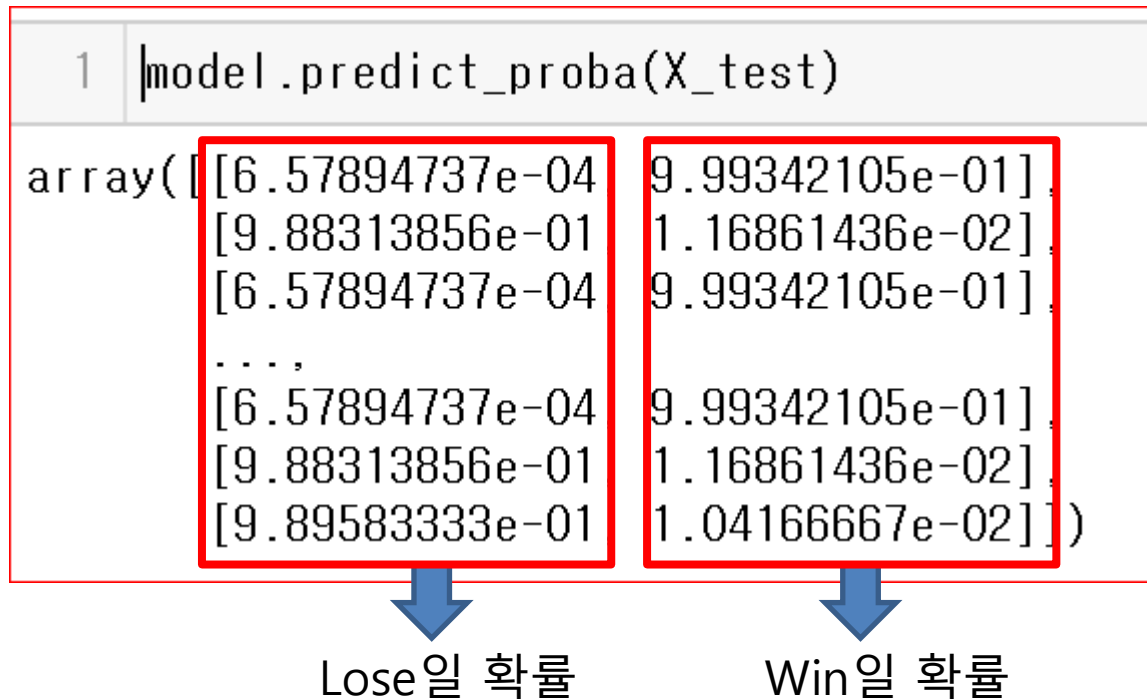 1 model.predict_proba(X_test)
array([[6.57894737e-04, 9.99342105e-01],
[9.88313856e-01, 1.16861436e-02],
[6.57894737e-04, 9.99342105e-01],
...,
[6.57894737e-04, 9.99342105e-01],
[9.88313856e-01, 1.16861436e-02],
[9.89583333e-01, 1.04166667e-02]])
Lose일 확률 Win일 확률